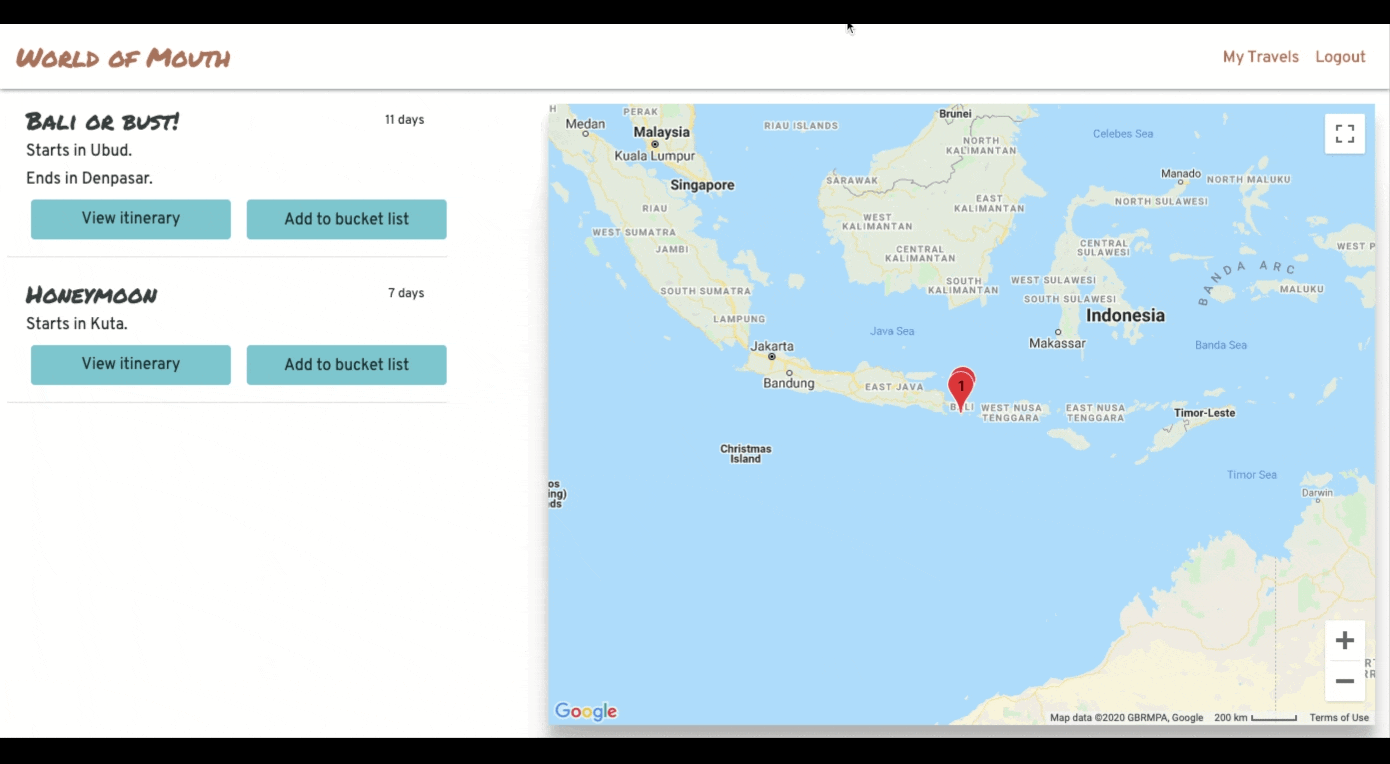 World of Mouth
My Travels Logout
Bali or bust!
11 days
Starts in Ubud.
Ends in Denpasar.
View itinerary
Add to bucket list
Honeymoon
7 days
Starts in Kuta.
View itinerary
Add to bucket list
H
PERAK
Medan
Malaysia
Kuala Lumpur
RIAU ISLANDS
Brunei
NORTH
KALIMANTAN
Celebes Sea
Singapore
SARAWAK
Manado
NORTH MALUKU
RIAU
EAST
KALIMANTAN
NORTH SULAWESI
WEST
KALIMANTAN
WEST SUMATRA
JAMBI
CENTRAL
KALIMANTAN
CENTRAL
SULAWESI
WEST P
BANDA ARC
SOUTH SUMATRA
SOUTH
KALIMANTAN
WEST SULAWESI
SOUTH SULAWESI
MALUKU
LAMPUNG
Indonesia
Java Sea
Jakarta
Makassar
Banda Sea
Bandung
EAST JAVA
1
BALI
WEST NUSA
TENGGARA
EAST NUSA
TENGGARA
Timor-Leste
Christmas
Island
Timor Sea
os
ing)
ds
Darwin
Google
Map data ©2020 GBRMPA, Google
200 km
Terms of Use